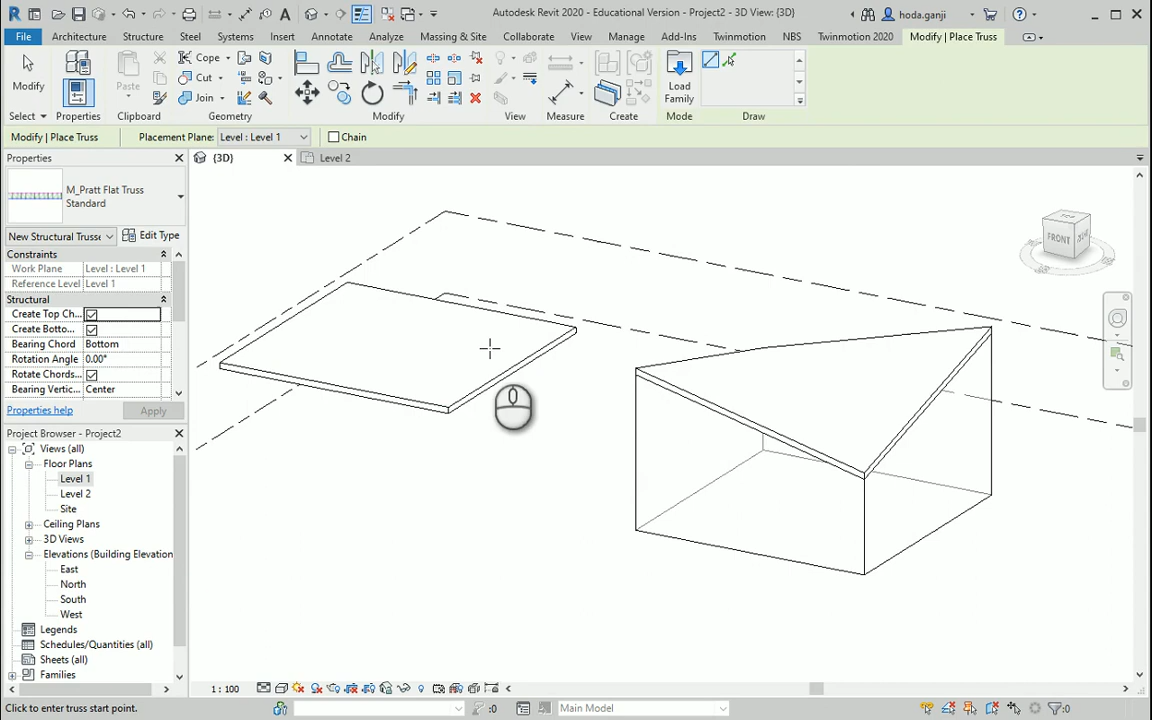 Autodesk Revit 2020 - Educational Version - Project2 - 3D View: {3D}
hoda.ganji
File Architecture Structure Steel Systems Insert Annotate Analyze Massing & Site Collaborate View Manage Add-Ins Twinmotion NBS Twinmotion 2020 Modify | Place Truss
Modify
Paste
Cope
Cut
Join
Load
Family
Select Properties Clipboard Geometry Modify View Measure Create Mode Draw
Modify | Place Truss Placement Plane: Level : Level 1 Chain
Properties
{3D} Level 2
M_Pratt Flat Truss
Standard
New Structural Trusse Edit Type
Constraints
Work Plane Level : Level 1
Reference Level Level 1
Structural
Create Top Ch...
Create Botto...
Bearing Chord Bottom
Rotation Angle 0.00°
Rotate Chords...
Bearing Vertic... Center
Properties help Apply
Project Browser - Project2
Views (all)
Floor Plans
Level 1
Level 2
Site
Ceiling Plans
3D Views
Elevations (Building Elevation
East
North
South
West
Legends
Schedules/Quantities (all)
Sheets (all)
Families
FRONT
1 : 100
Click to enter truss start point.
:0
Main Model
:0